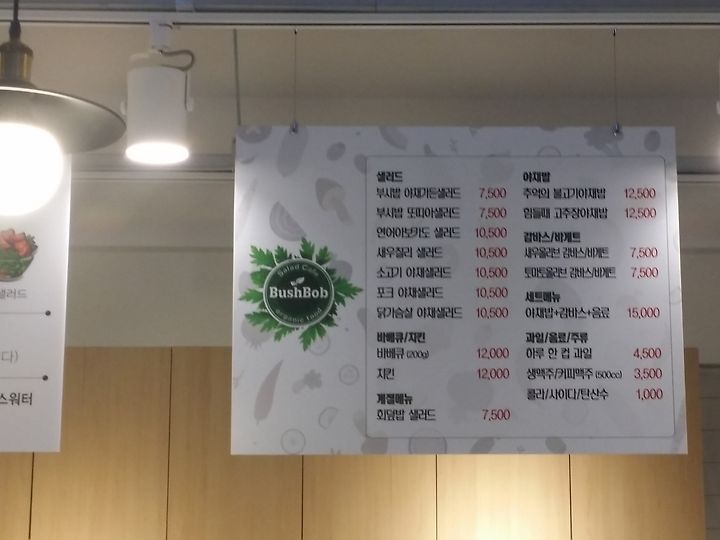 샐러드
다)
스워터
Salad Cafe
BushBob
organic food
샐러드
부시밥 야채가든샐러드 7,500
부시밥 또띠아샐러드 7,500
연어아보카도 샐러드 10,500
새우질리 샐러드 10,500
소고기 야채샐러드 10,500
포크 야채샐러드 10,500
닭가슴살 야채샐러드 10,500
바베큐/치킨
바베큐 (200g) 12,000
치킨 12,000
계절메뉴
회덮밥 샐러드 7,500
야채밥
추억의 불고기야채밥 12,500
힘들때 고추장야채밥 12,500
감바스/바게트
새우올리브 감바스/바게트 7,500
토마토올리브 감바스/바게트 7,500
세트메뉴
야채밥+감바스+음료 15,000
과일/음료/주류
하루 한 컵 과일 4,500
생맥주/커피맥주 (500cc) 3,500
콜라/사이다/탄산수 1,000